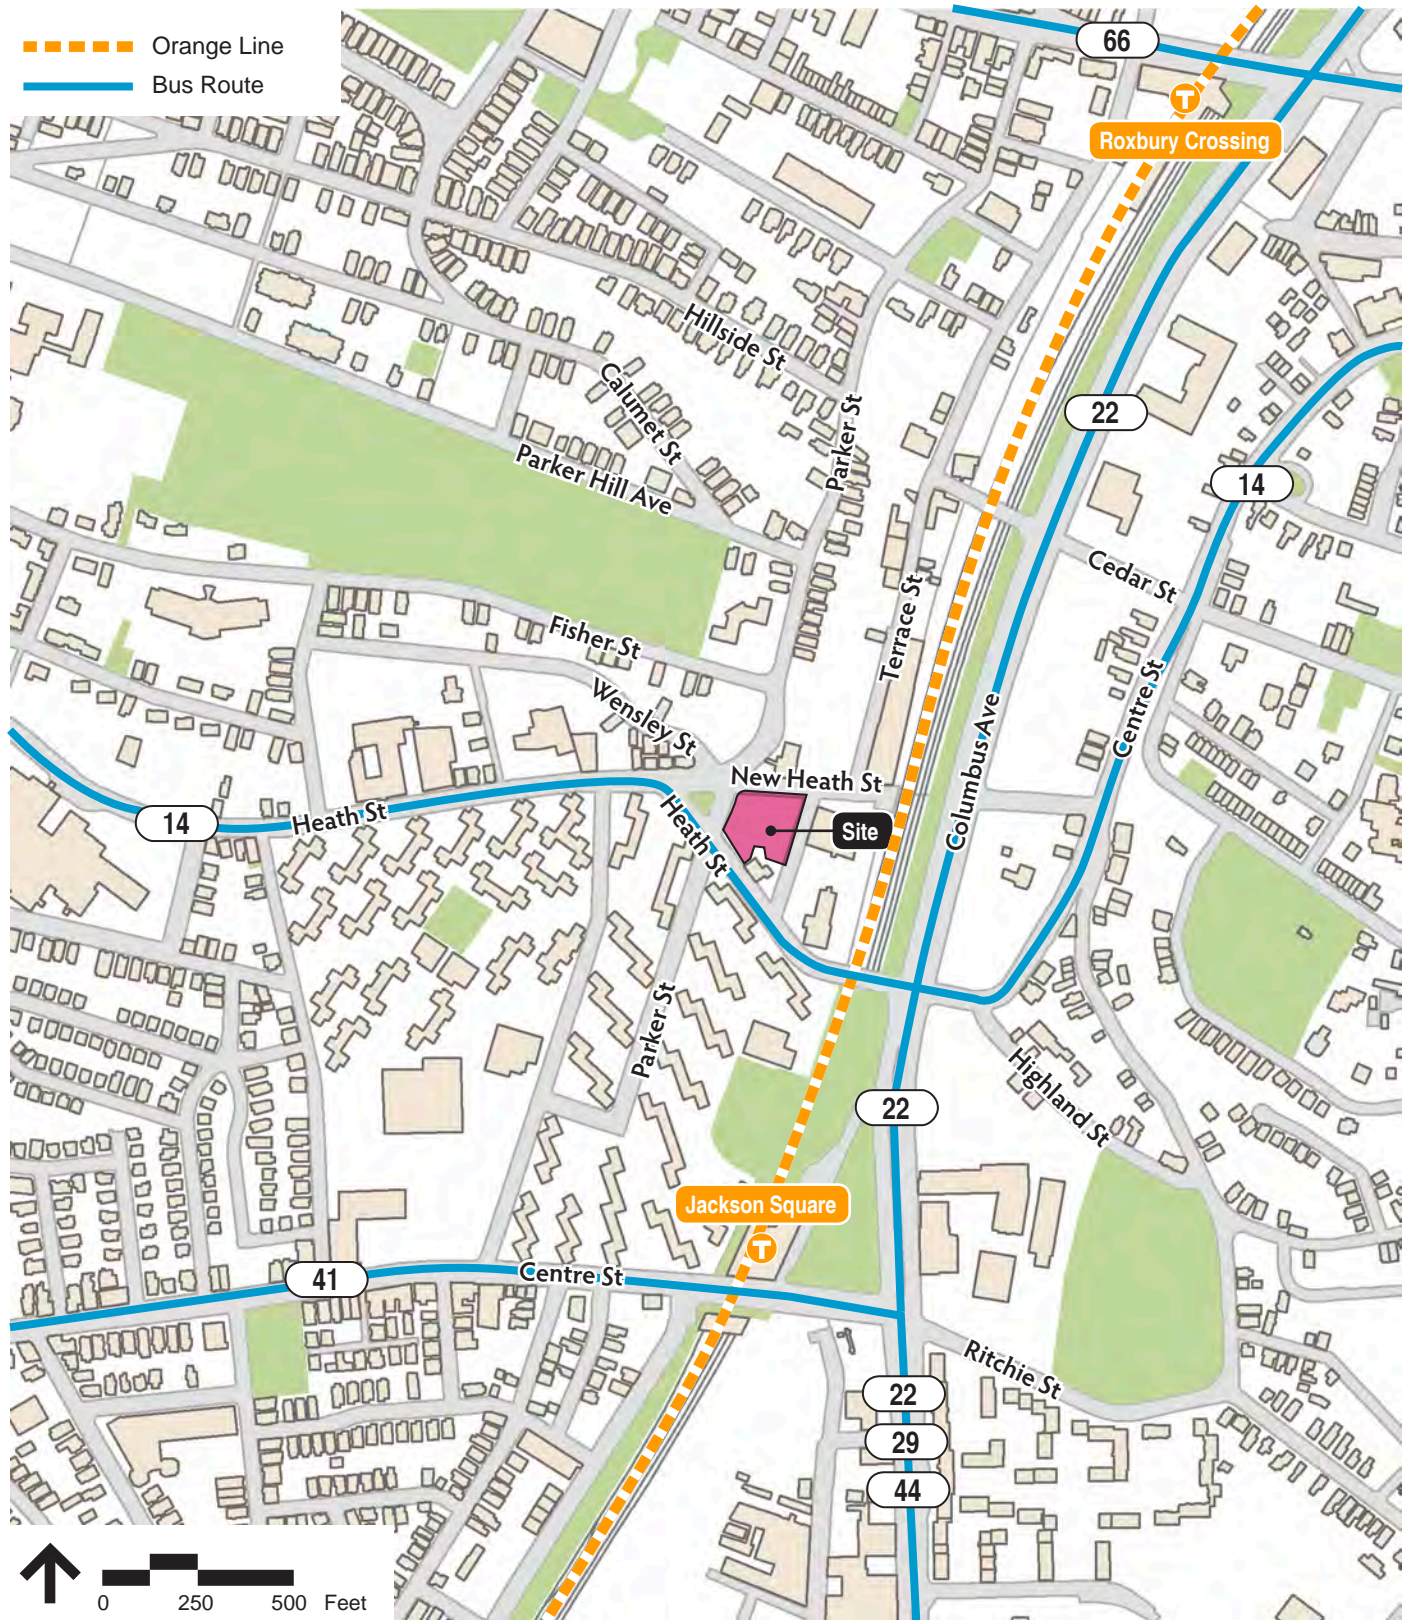 Orange Line
Bus Route
66
T
Roxbury Crossing
Hillside St
Calumet St
Parker St
22
Parker Hill Ave
14
Cedar St
Terrace St
Fisher St
Wensley St
Centre St
Columbus Ave
New Heath St
14
Heath St
Heath St
Site
Parker St
Highland St
22
Jackson Square
T
41
Centre St
Ritchie St
22
29
44
0 250 500 Feet